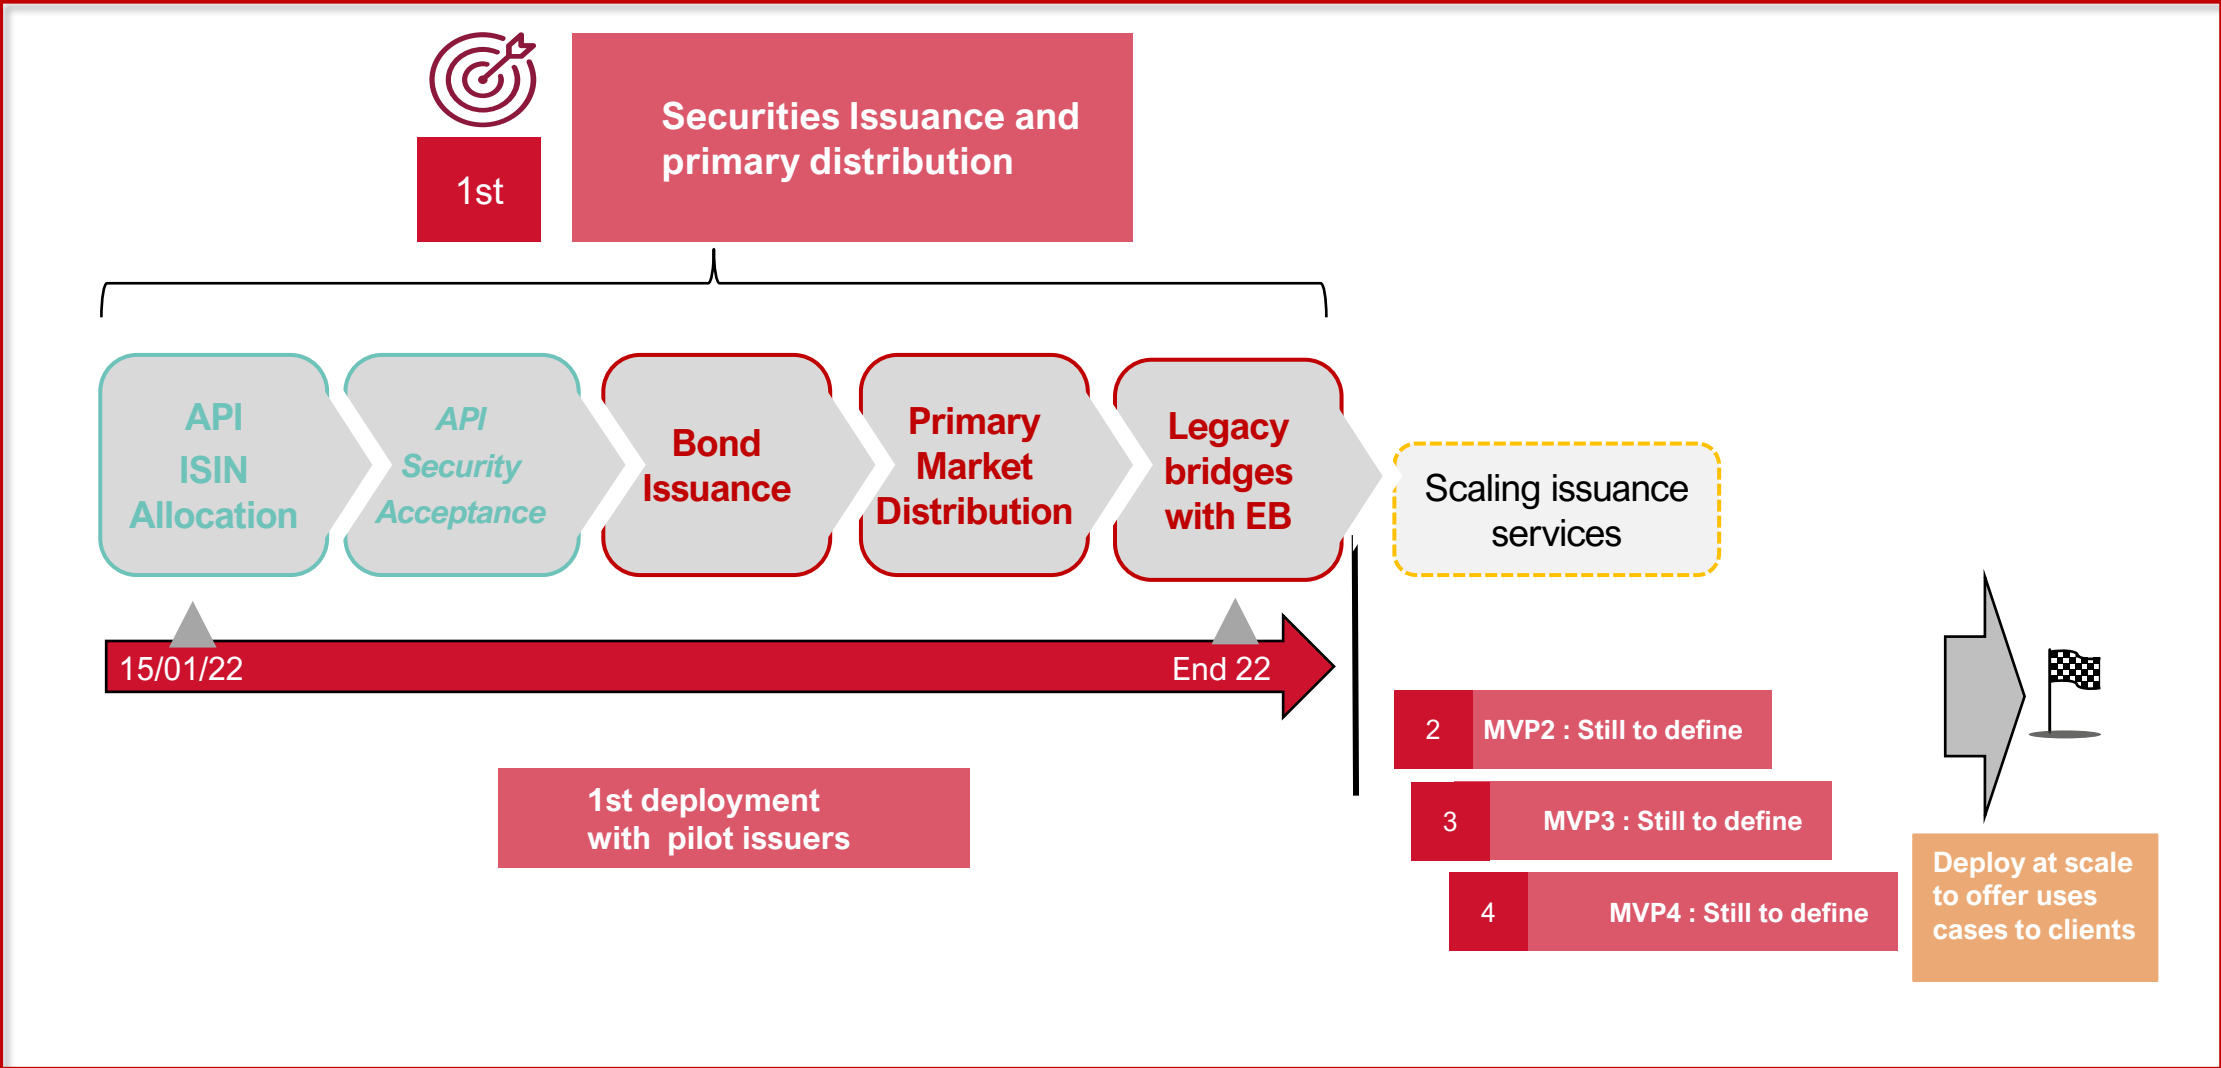 Securities Issuance and
primary distribution
1st
API
ISIN
Allocation
API
Security
Acceptance
Bond
Issuance
Primary
Market
Distribution
Legacy
bridges
with EB
Scaling issuance
services
15/01/22
End 22
2
MVP2 : Still to define
3
MVP3 : Still to define
4
MVP4 : Still to define
1st deployment
with  pilot issuers
Deploy at scale
to offer uses
cases to clients